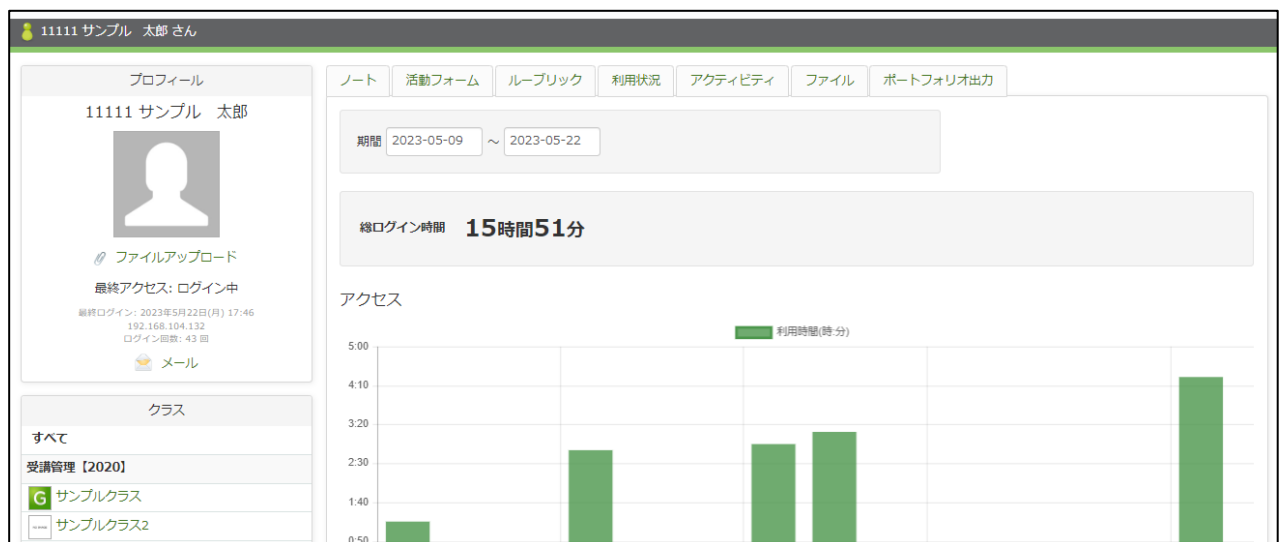 11111 サンプル 太郎 さん
プロフィール
11111 サンプル 太郎
ファイルアップロード
最終アクセス: ログイン中
最終ログイン: 2023年5月22日(月) 17:46
192.168.104.132
ログイン回数: 43 回
メール
クラス
すべて
受講管理【2020】
サンプルクラス
サンプルクラス2
ノート 活動フォーム ルーブリック 利用状況 アクティビティ ファイル ポートフォリオ出力
期間 2023-05-09 ～ 2023-05-22
総ログイン時間 15時間51分
アクセス
利用時間(時:分)
5:00
4:10
3:20
2:30
1:40
0:50